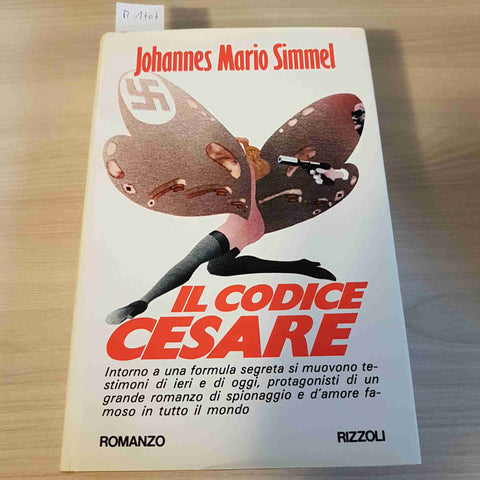 Johannes Mario Simmel
IL CODICE
CESARE
Intorno a una formula segreta si muovono te-
stimoni di ieri e di oggi, protagonisti di un
grande romanzo di spionaggio e d'amore fa-
moso in tutto il mondo
ROMANZO RIZZOLI